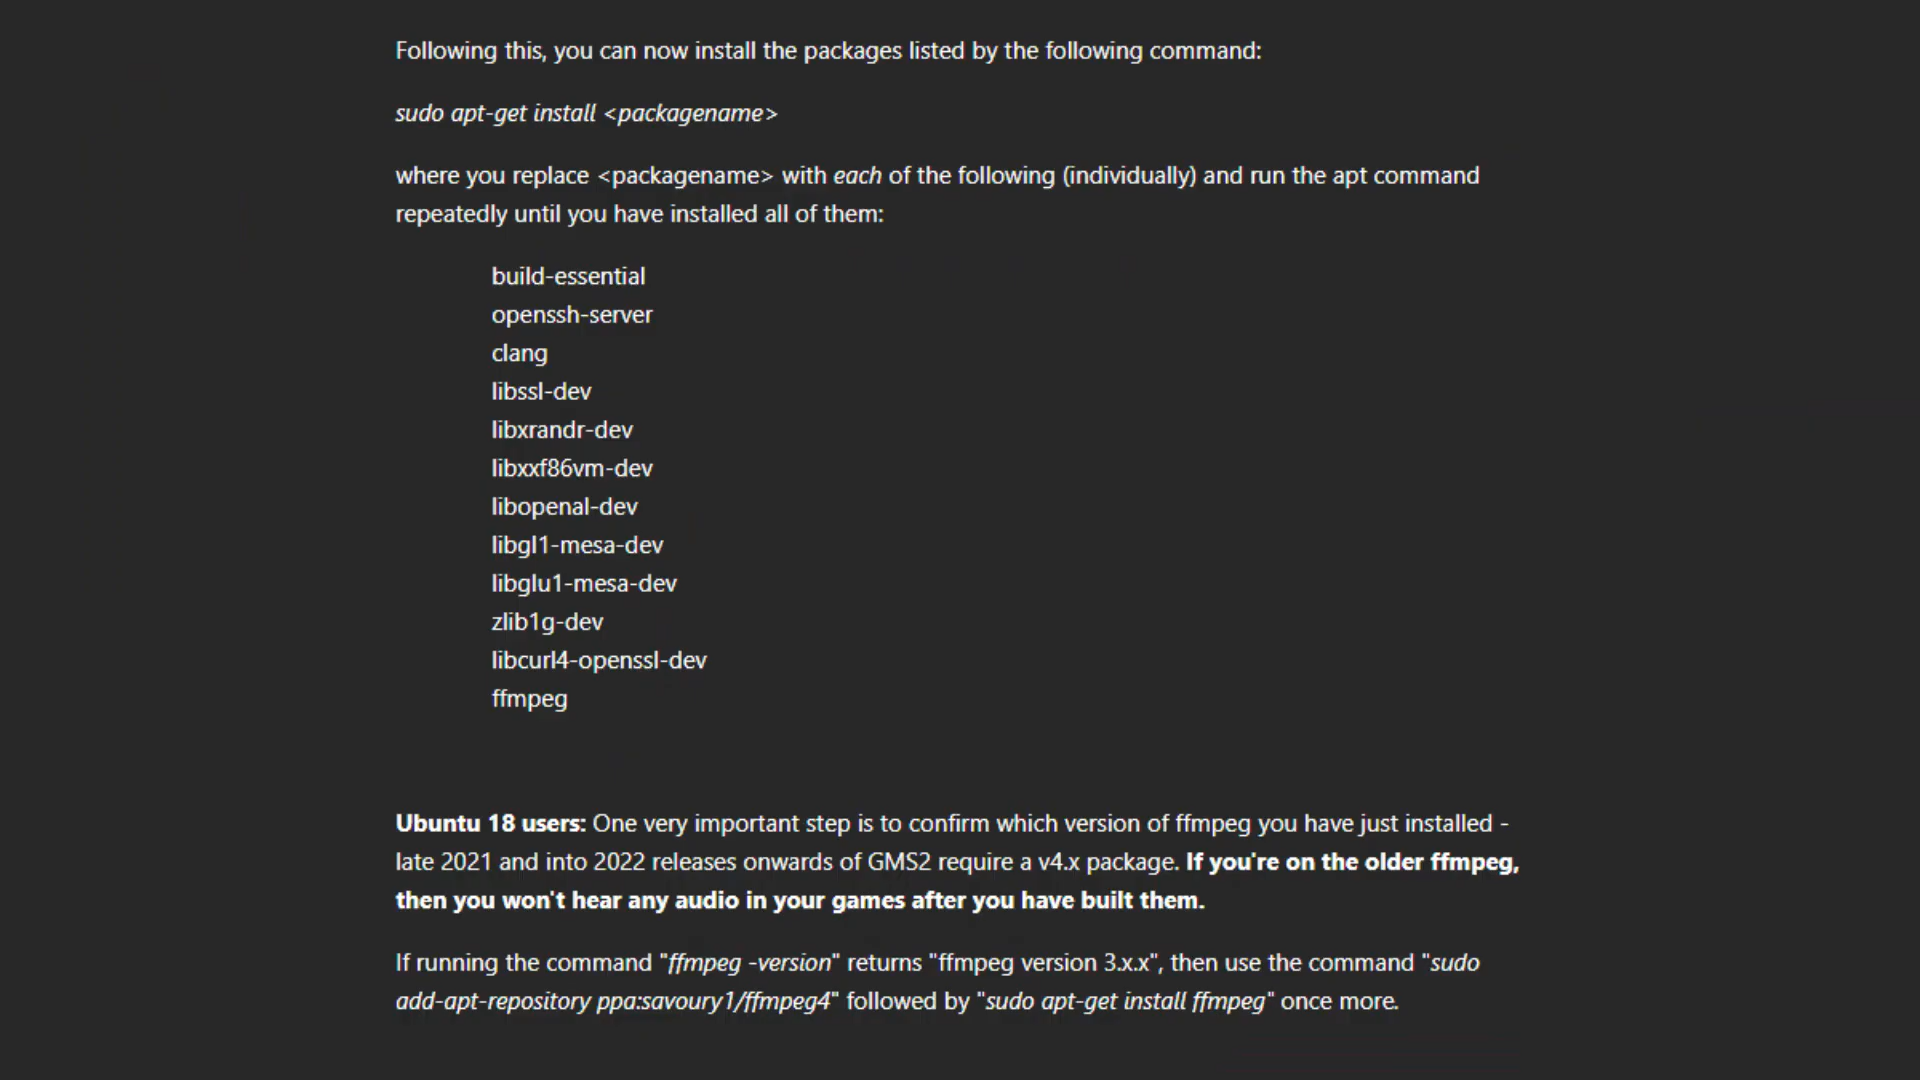 Following this, you can now install the packages listed by the following command:
sudo apt-get install <packagename>
where you replace <packagename> with each of the following (individually) and run the apt command
repeatedly until you have installed all of them:
build-essential
openssh-server
clang
libssl-dev
libxrandr-dev
libxxf86vm-dev
libopenal-dev
libgl1-mesa-dev
libglu1-mesa-dev
zlib1g-dev
libcurl4-openssl-dev
ffmpeg
Ubuntu 18 users: One very important step is to confirm which version of ffmpeg you have just installed -
late 2021 and into 2022 releases onwards of GMS2 require a v4.x package. If you're on the older ffmpeg,
then you won't hear any audio in your games after you have built them.
If running the command "ffmpeg -version" returns "ffmpeg version 3.x.x", then use the command "sudo
add-apt-repository ppa:savoury1/ffmpeg4" followed by "sudo apt-get install ffmpeg" once more.